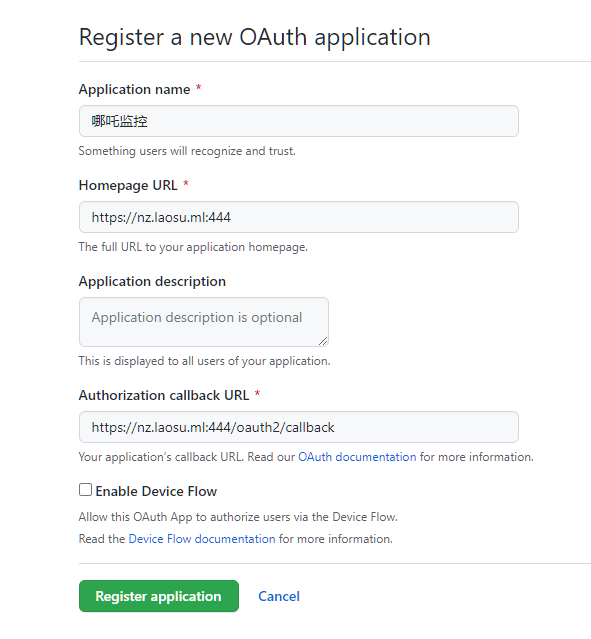 Register a new OAuth application
Application name *
哪吒监控
Something users will recognize and trust.
Homepage URL *
https://nz.laosu.ml:444
The full URL to your application homepage.
Application description
Application description is optional
This is displayed to all users of your application.
Authorization callback URL *
https://nz.laosu.ml:444/oauth2/callback
Your application’s callback URL. Read our OAuth documentation for more information.
Enable Device Flow
Allow this OAuth App to authorize users via the Device Flow.
Read the Device Flow documentation for more information.
Register application Cancel